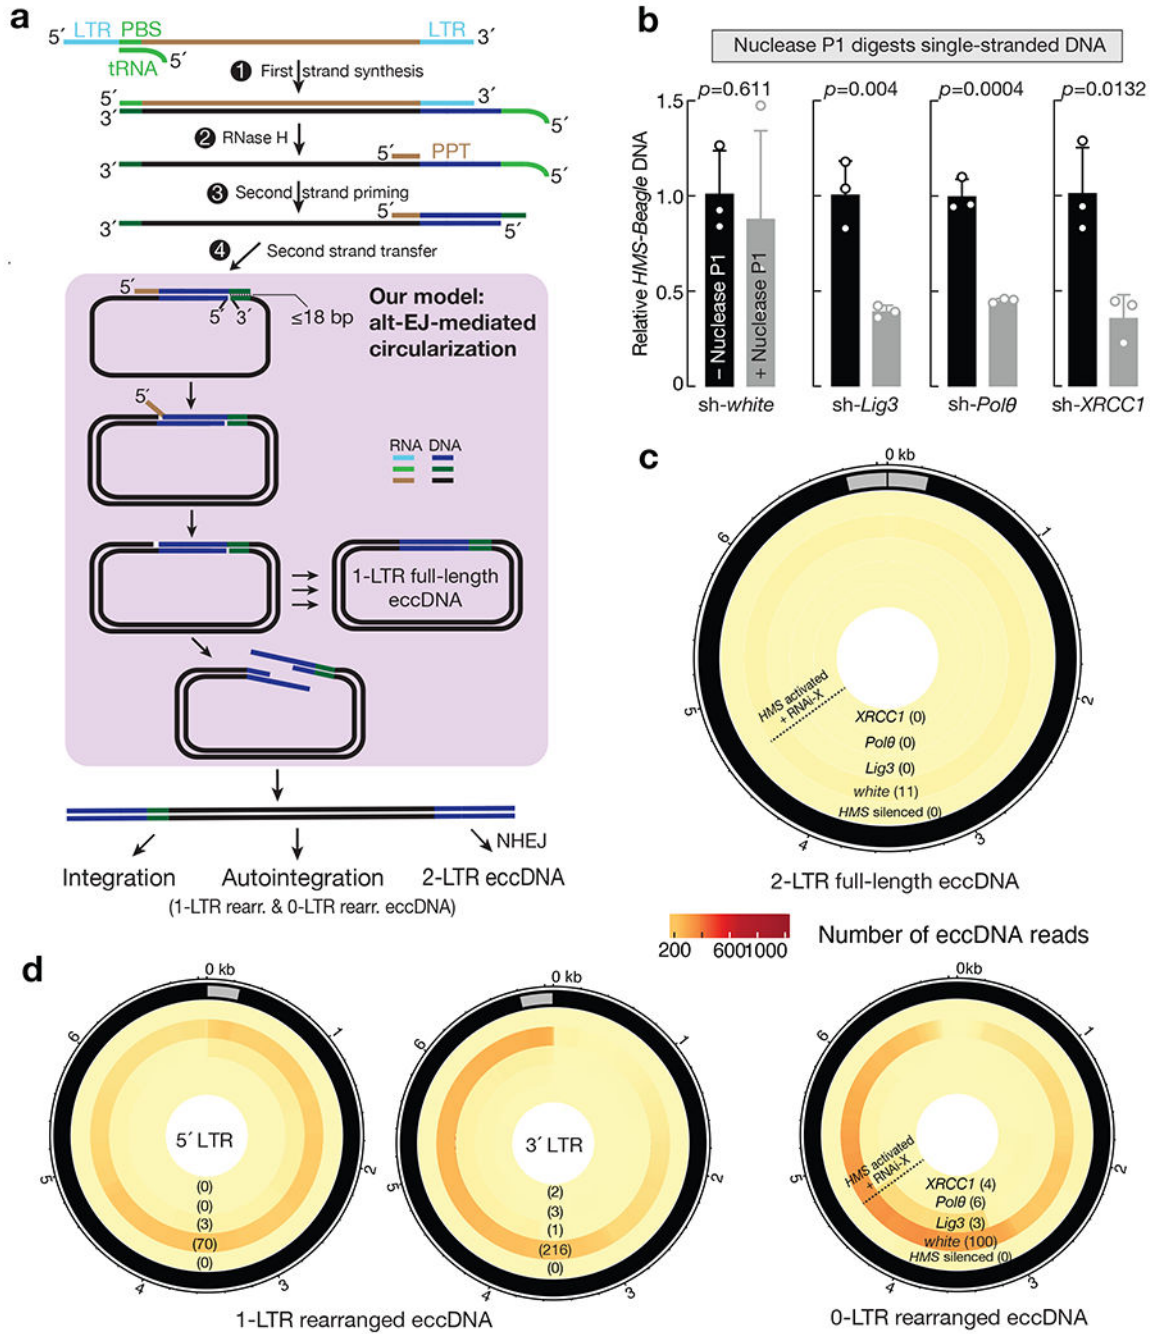 a
5′ LTR PBS LTR 3′
tRNA 5′
1 First strand synthesis
5′ 3′
3′ 5′
2 RNase H
5′ PPT
3′ 5′
3 Second strand priming
5′
3′ 5′
4 Second strand transfer
5′
5′ 3′ ≤18 bp
Our model:
alt-EJ-mediated
circularization
5′
RNA DNA
1-LTR full-length
eccDNA
NHEJ
Integration Autointegration 2-LTR eccDNA
(1-LTR rearr. & 0-LTR rearr. eccDNA)
b
Nuclease P1 digests single-stranded DNA
p=0.611 p=0.004 p=0.0004 p=0.0132
Relative HMS-Beagle DNA
1.5
1.0
0.5
0
– Nuclease P1
+ Nuclease P1
sh-white sh-Lig3 sh-Polθ sh-XRCC1
c
0 kb
1
2
3
4
5
6
HMS activated
+ RNAi-X
XRCC1 (0)
Polθ (0)
Lig3 (0)
white (11)
HMS silenced (0)
2-LTR full-length eccDNA
200 600 1000
Number of eccDNA reads
d
0 kb
1
2
3
4
5
6
5′ LTR
(0)
(0)
(3)
(70)
(0)
0 kb
1
2
3
4
5
6
3′ LTR
(2)
(3)
(1)
(216)
(0)
1-LTR rearranged eccDNA
0kb
1
2
3
4
5
6
HMS activated
+ RNAi-X
XRCC1 (4)
Polθ (6)
Lig3 (3)
white (100)
HMS silenced (0)
0-LTR rearranged eccDNA